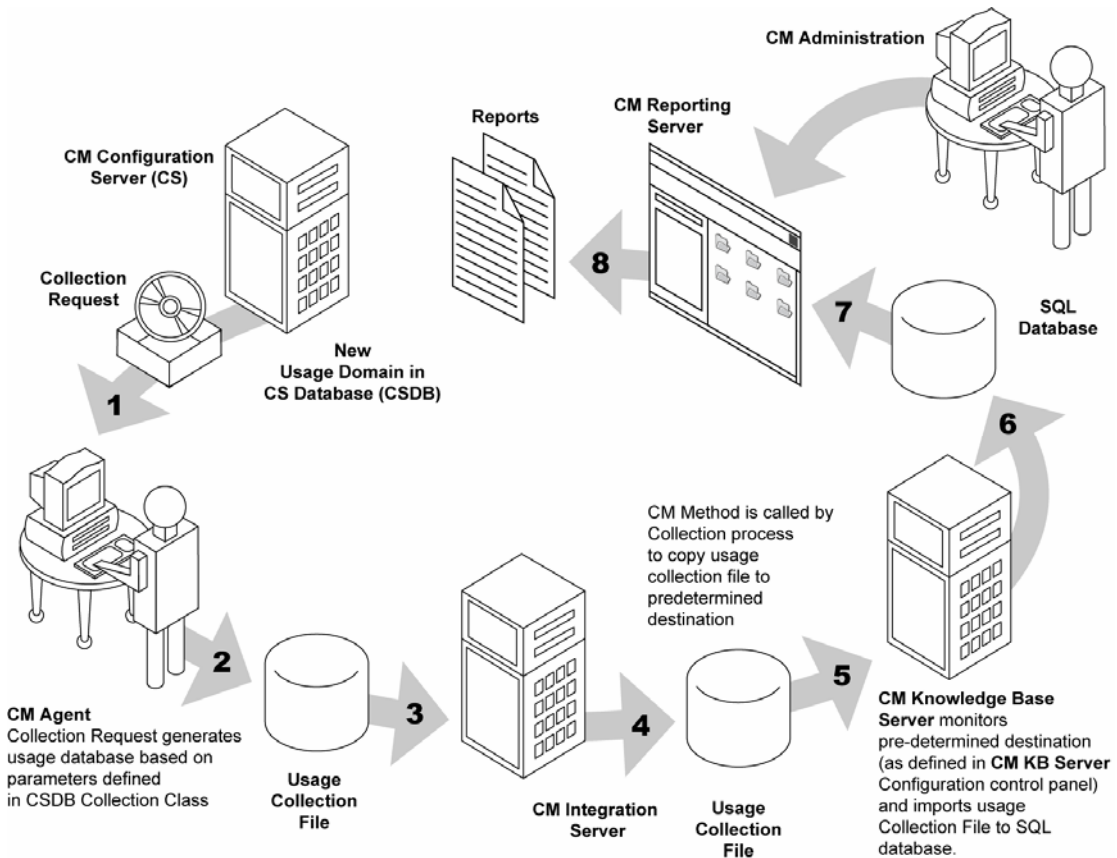 CM Administration
CM Reporting
Server
Reports
CM Configuration
Server (CS)
Collection
Request
New
Usage Domain in
CS Database (CSDB)
8
7
SQL
Database
1
6
CM Method is called by
Collection process
to copy usage
collection file to
predetermined
destination
2
3
4
5
CM Agent
Collection Request generates
usage database based on
parameters defined
in CSDB Collection Class
Usage
Collection
File
CM Integration
Server
Usage
Collection
File
CM Knowledge Base
Server monitors
pre-determined destination
(as defined in CM KB Server
Configuration control panel)
and imports usage
Collection File to SQL
database.